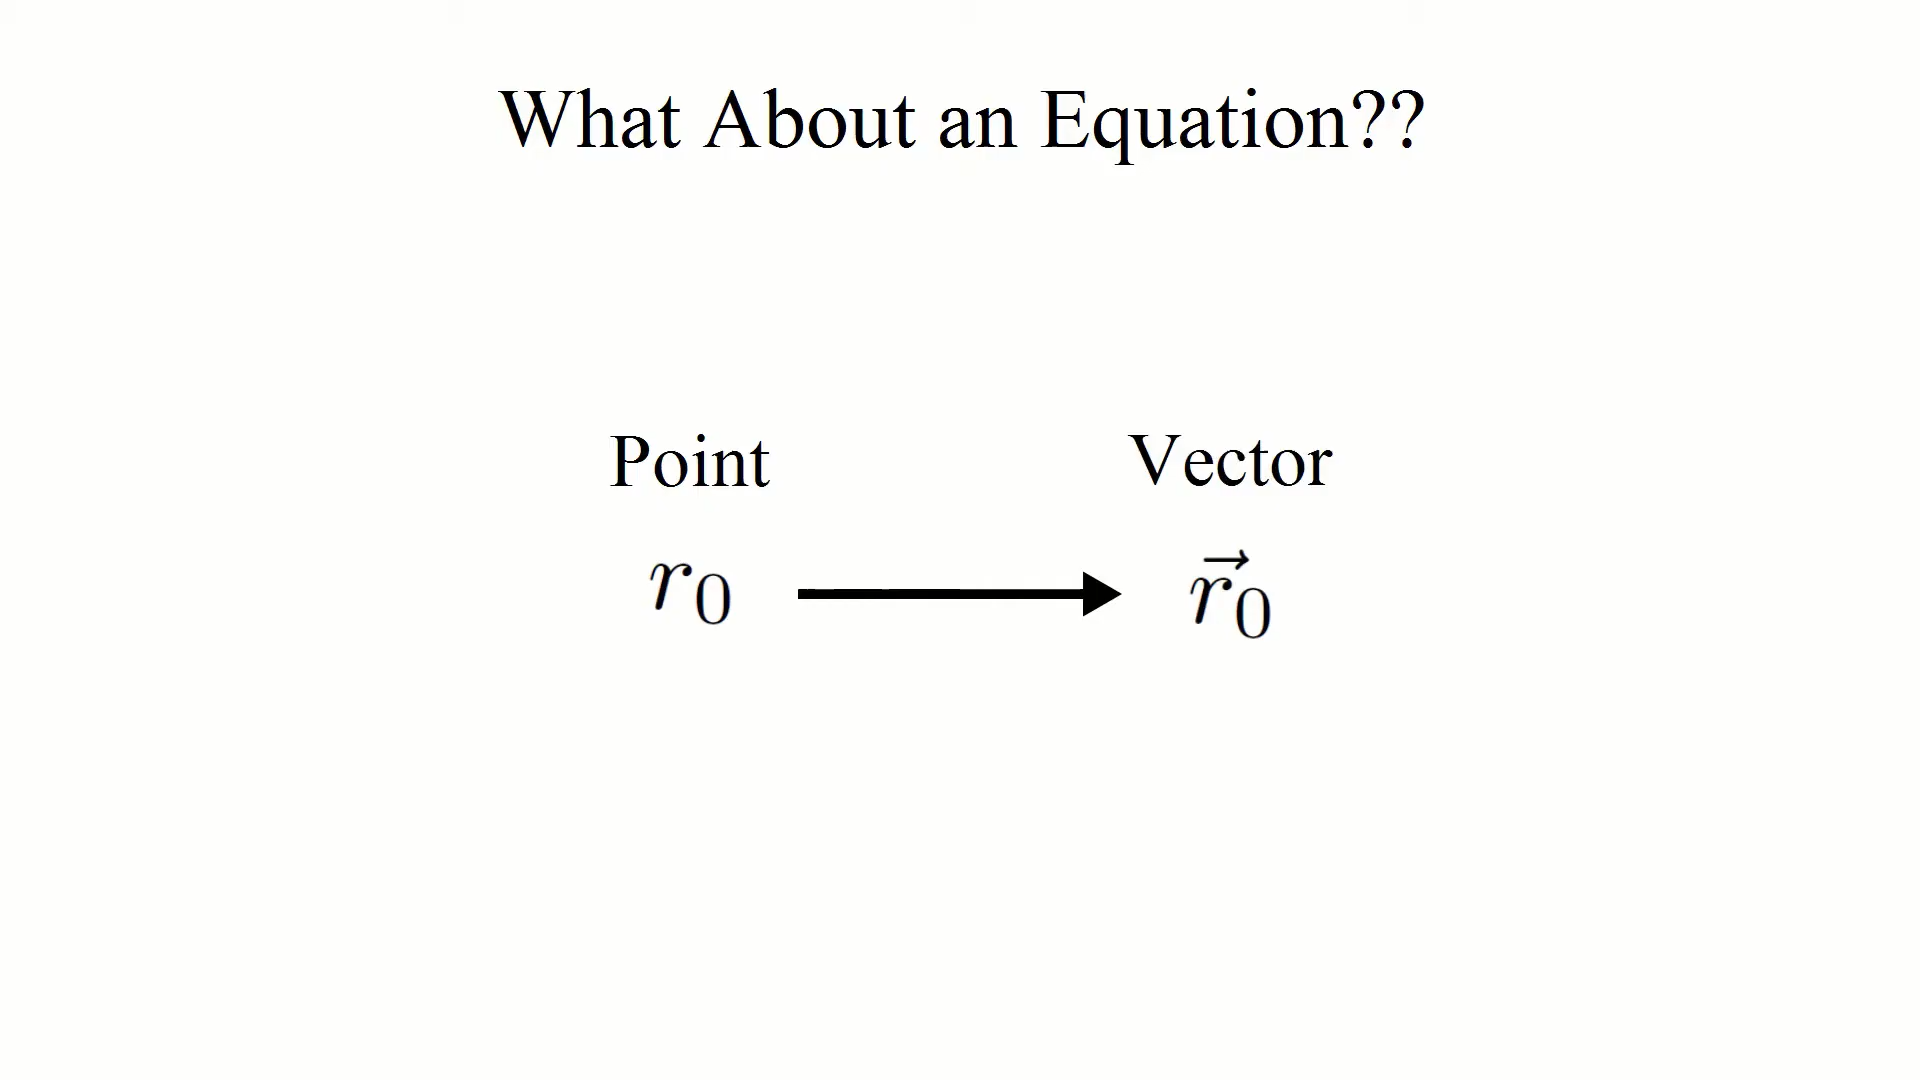 What About an Equation??
Point Vector
r₀ → r⃗₀